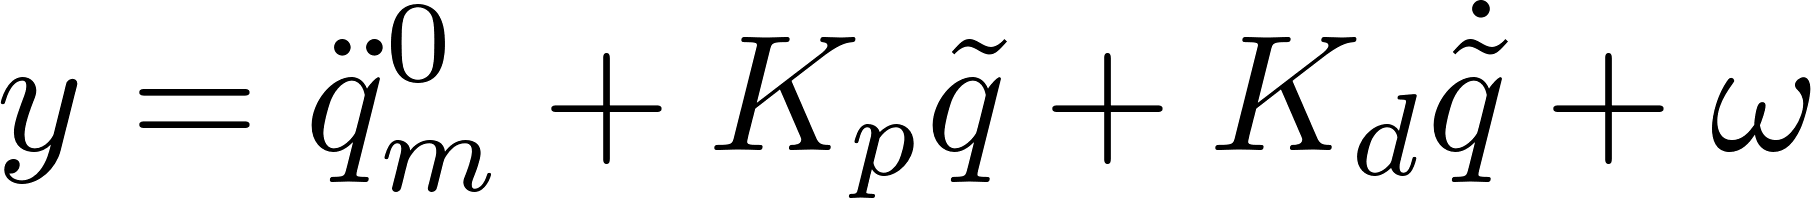 $y = \ddot{q}_m^0 + K_p \tilde{q} + K_d \dot{\tilde{q}} + \omega$